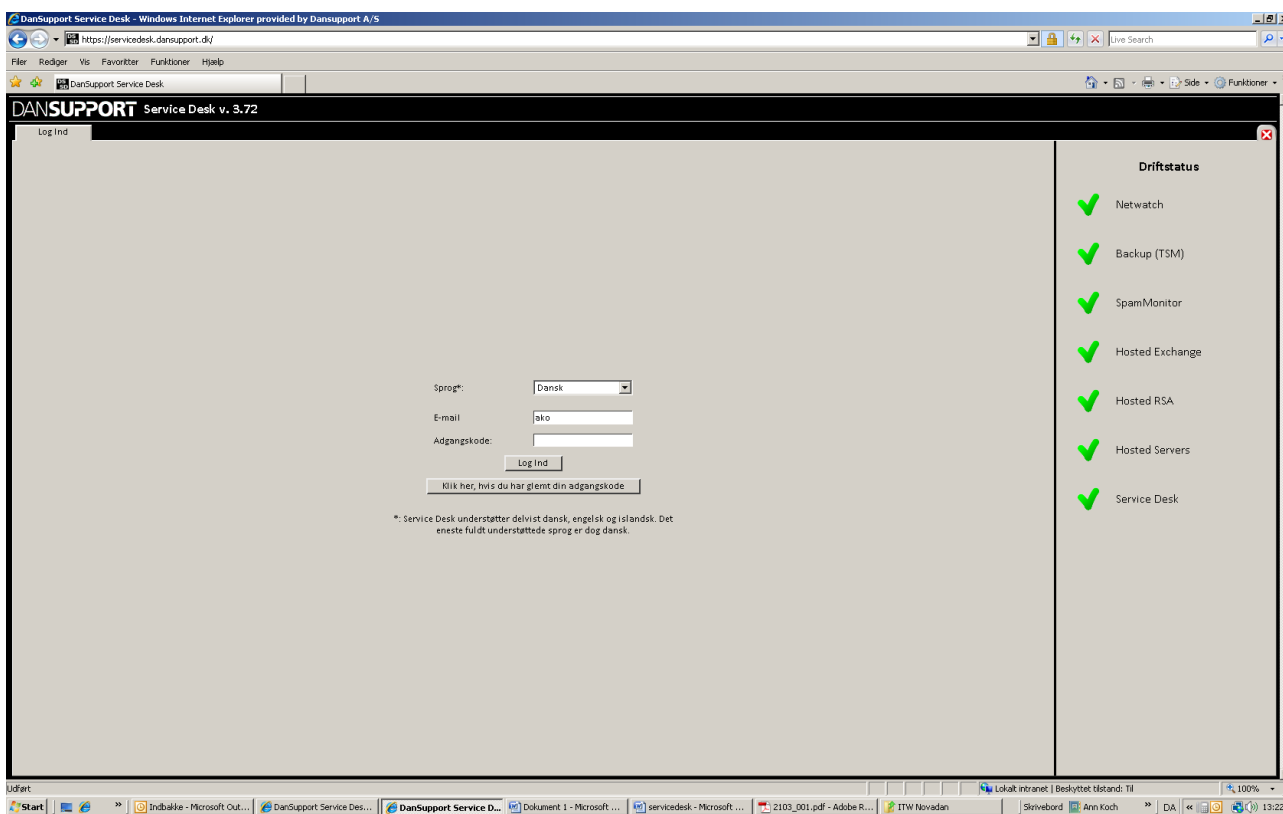 DanSupport Service Desk - Windows Internet Explorer provided by Dansupport A/S
https://servicedesk.dansupport.dk/
Live Search
Filer Rediger Vis Favoritter Funktioner Hjælp
DanSupport Service Desk
Side Funktioner
DANSUPPORT Service Desk v. 3.72
Log Ind
Driftstatus
Netwatch
Backup (TSM)
SpamMonitor
Hosted Exchange
Hosted RSA
Hosted Servers
Service Desk
Sprog*: Dansk
E-mail ako
Adgangskode:
Log Ind
Klik her, hvis du har glemt din adgangskode
*: Service Desk understøtter delvist dansk, engelsk og islandsk. Det
eneste fuldt understøttede sprog er dog dansk.
Udført
Lokalt intranet | Beskyttet tilstand: Til
100%
Start
Indbakke - Microsoft Out...
DanSupport Service Des...
DanSupport Service D...
Dokument 1 - Microsoft ...
servicedesk - Microsoft ...
2103_001.pdf - Adobe R...
ITW Novadan
Skrivebord
Ann Koch
DA
13:22